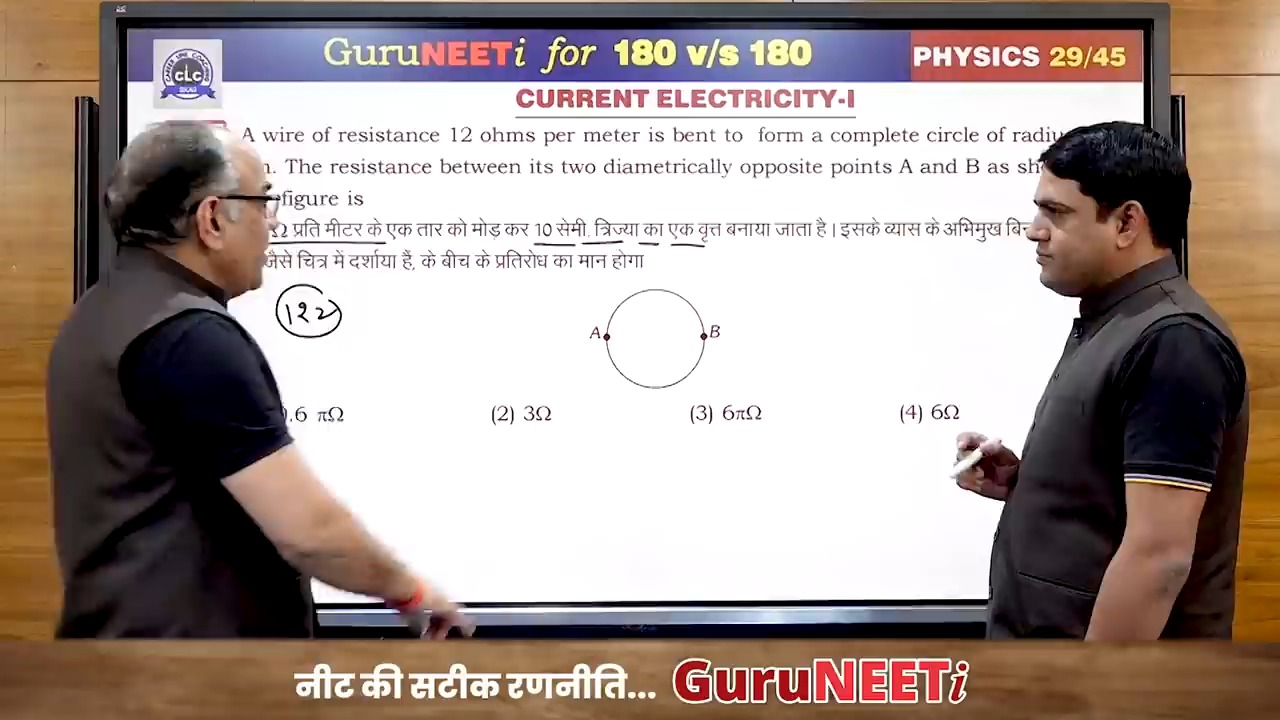 GuruNEETi for 180 v/s 180
PHYSICS 29/45
CLC
CURRENT ELECTRICITY-I
A wire of resistance 12 ohms per meter is bent to form a complete circle of
The resistance between its two diametrically opposite points A and B as
figure is
Ω प्रति मीटर के एक तार को मोड़ कर 10 सेमी. त्रिज्या का एक वृत्त बनाया जाता है। इसके व्यास के अभिमुख
जैसे चित्र में दर्शाया हैं, के बीच के प्रतिरोध का मान होगा
A B
.6 πΩ (2) 3Ω (3) 6πΩ (4) 6Ω
नीट की सटीक रणनीति... GuruNEETi